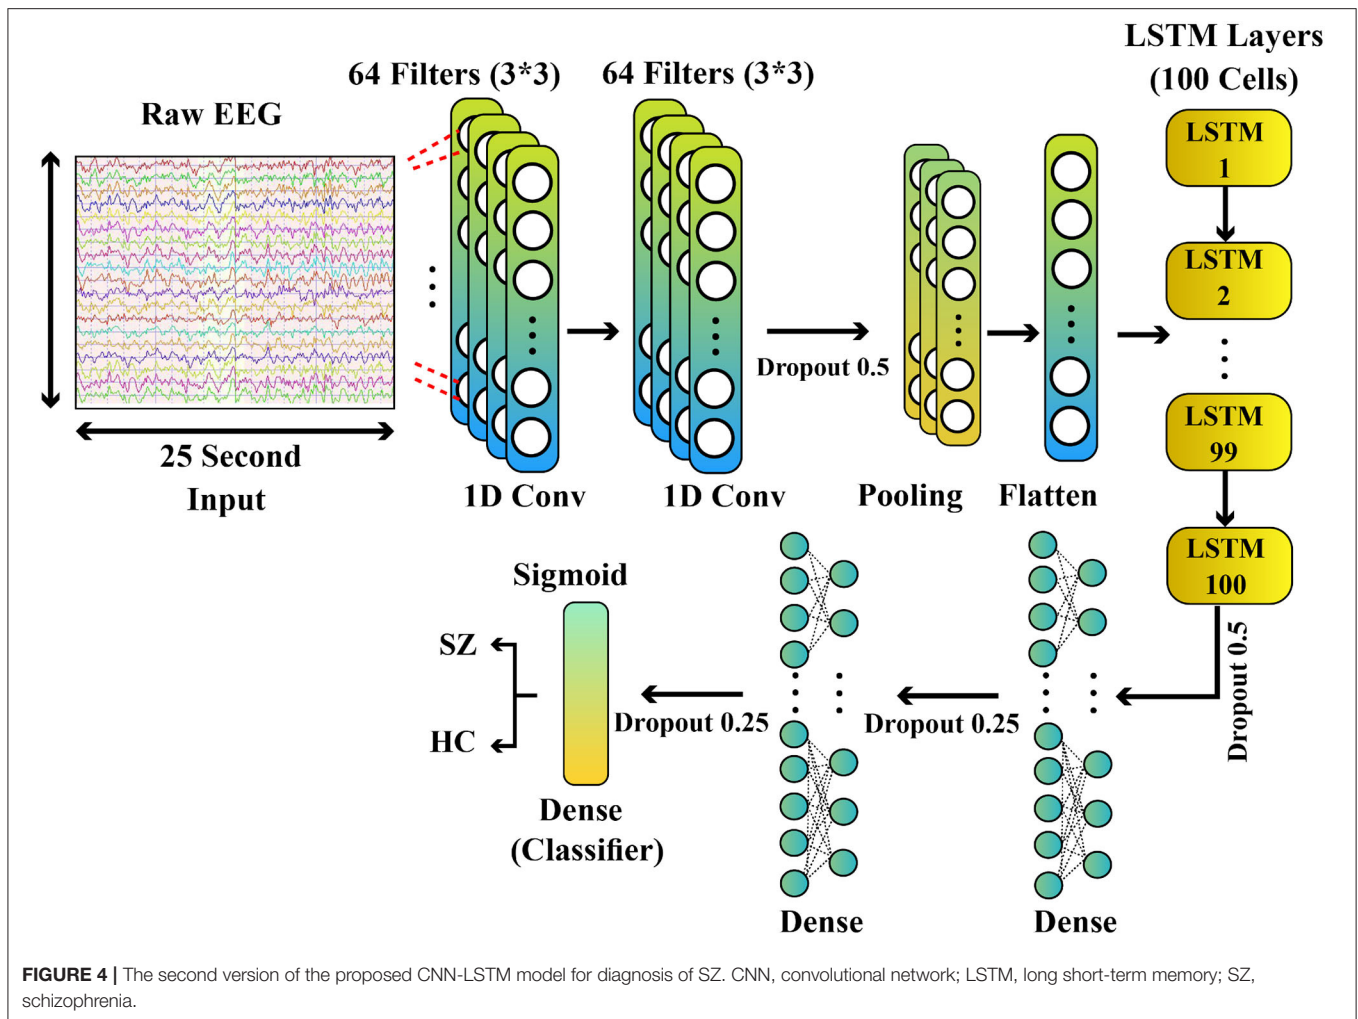 Raw EEG
25 Second
Input
64 Filters (3*3)
1D Conv
64 Filters (3*3)
1D Conv
Dropout 0.5
Pooling
Flatten
LSTM Layers
(100 Cells)
LSTM
1
LSTM
2
LSTM
99
LSTM
100
Dropout 0.5
Dense
Dropout 0.25
Dense
Dropout 0.25
Sigmoid
Dense
(Classifier)
SZ
HC
FIGURE 4 | The second version of the proposed CNN-LSTM model for diagnosis of SZ. CNN, convolutional network; LSTM, long short-term memory; SZ,
schizophrenia.